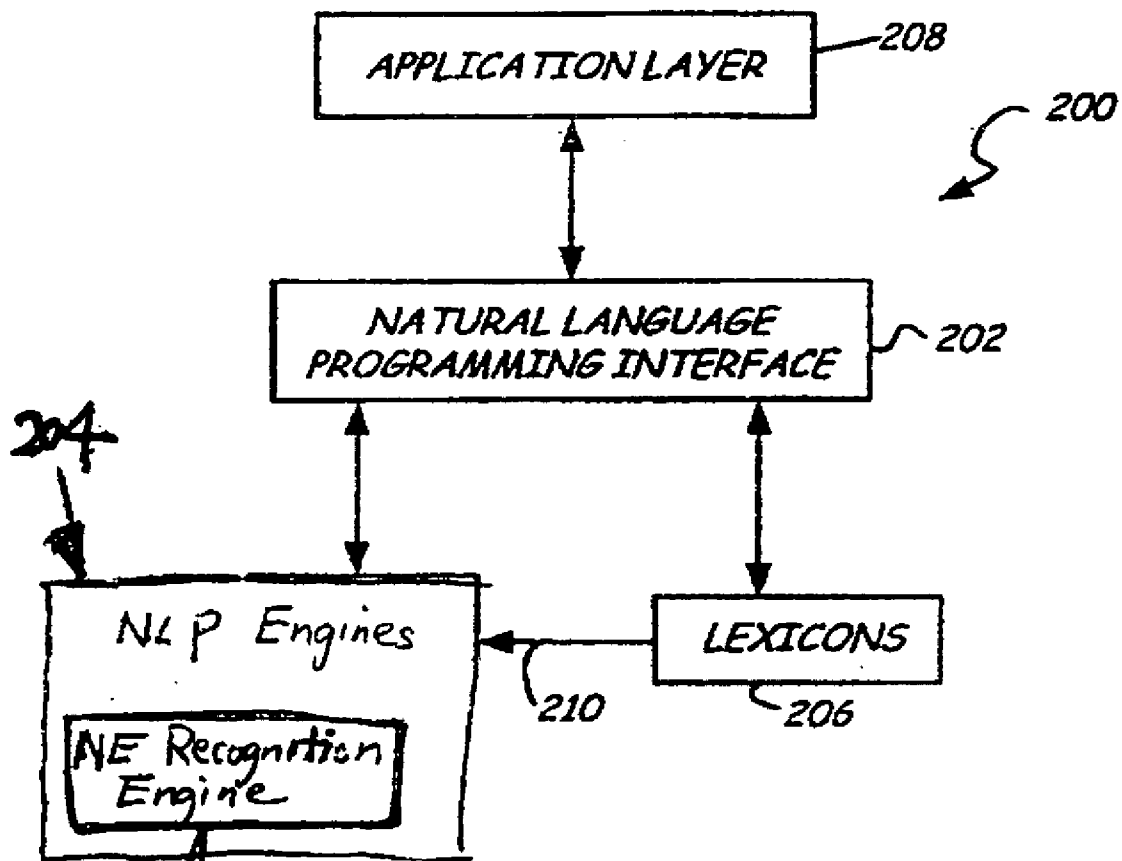 APPLICATION LAYER
208
200
NATURAL LANGUAGE
PROGRAMMING INTERFACE
202
204
NLP Engines
LEXICONS
210
206
NE Recognition
Engine